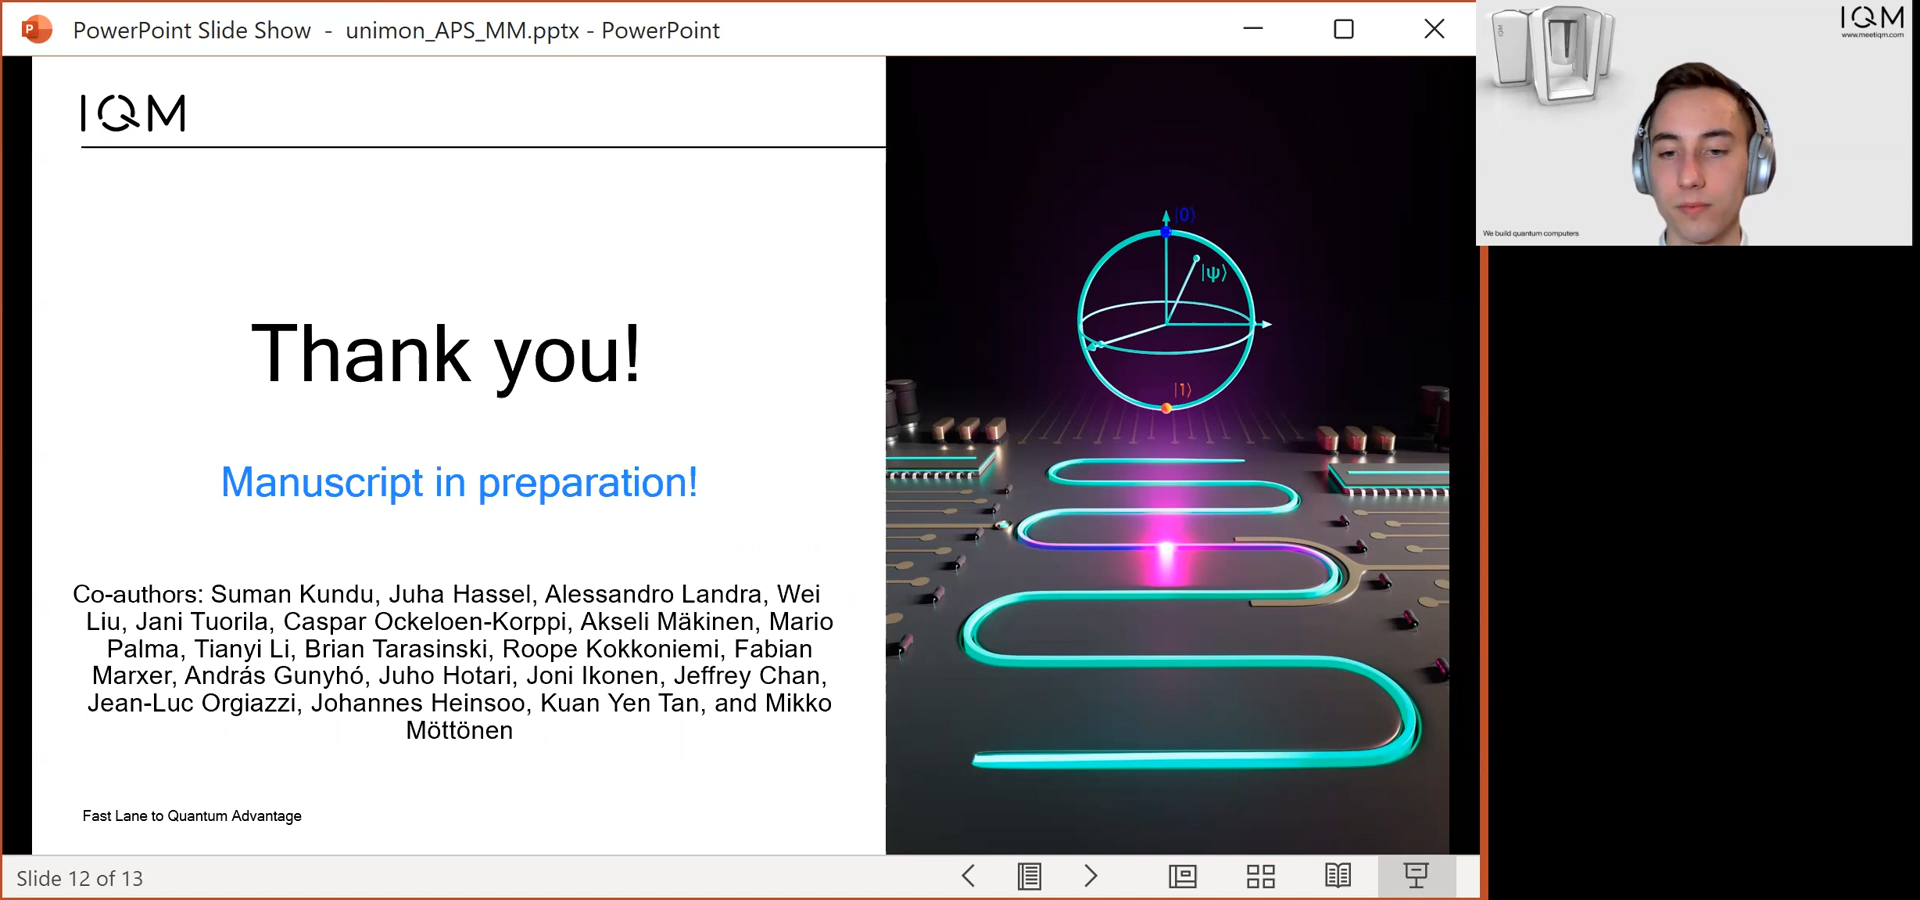 PowerPoint Slide Show - unimon_APS_MM.pptx - PowerPoint
IQM
Thank you!
Manuscript in preparation!
Co-authors: Suman Kundu, Juha Hassel, Alessandro Landra, Wei
Liu, Jani Tuorila, Caspar Ockeloen-Korppi, Akseli Mäkinen, Mario
Palma, Tianyi Li, Brian Tarasinski, Roope Kokkoniemi, Fabian
Marxer, András Gunyhó, Juho Hotari, Joni Ikonen, Jeffrey Chan,
Jean-Luc Orgiazzi, Johannes Heinsoo, Kuan Yen Tan, and Mikko
Möttönen
Fast Lane to Quantum Advantage
|0⟩
|ψ⟩
|1⟩
Slide 12 of 13
IQM
IQM
www.meetiqm.com
We build quantum computers